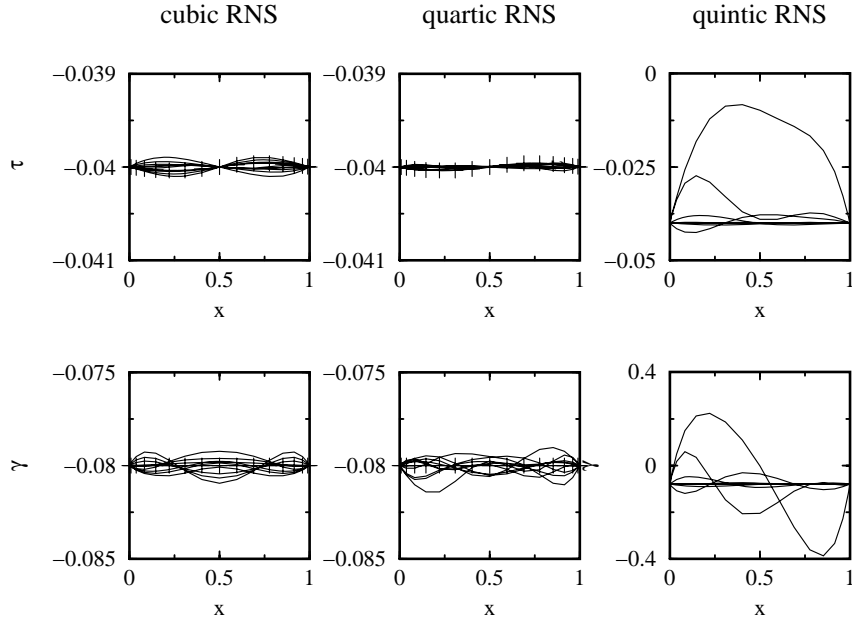 cubic RNS quartic RNS quintic RNS
−0.039 −0.039 0
τ −0.04 −0.04 −0.025
−0.041 −0.041 −0.05
0 0.5 1 0 0.5 1 0 0.5 1
x x x
−0.075 −0.075 0.4
γ −0.08 −0.08 γ 0
−0.085 −0.085 −0.4
0 0.5 1 0 0.5 1 0 0.5 1
x x x